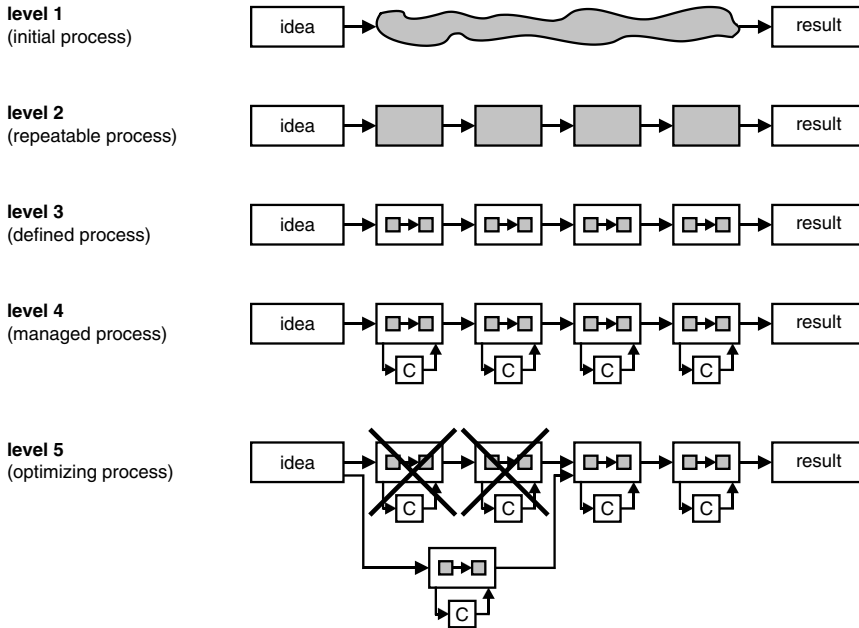 level 1
(initial process)
idea
result
level 2
(repeatable process)
idea
result
level 3
(defined process)
idea
result
level 4
(managed process)
idea
result
C
C
C
C
level 5
(optimizing process)
idea
result
C
C
C
C
C